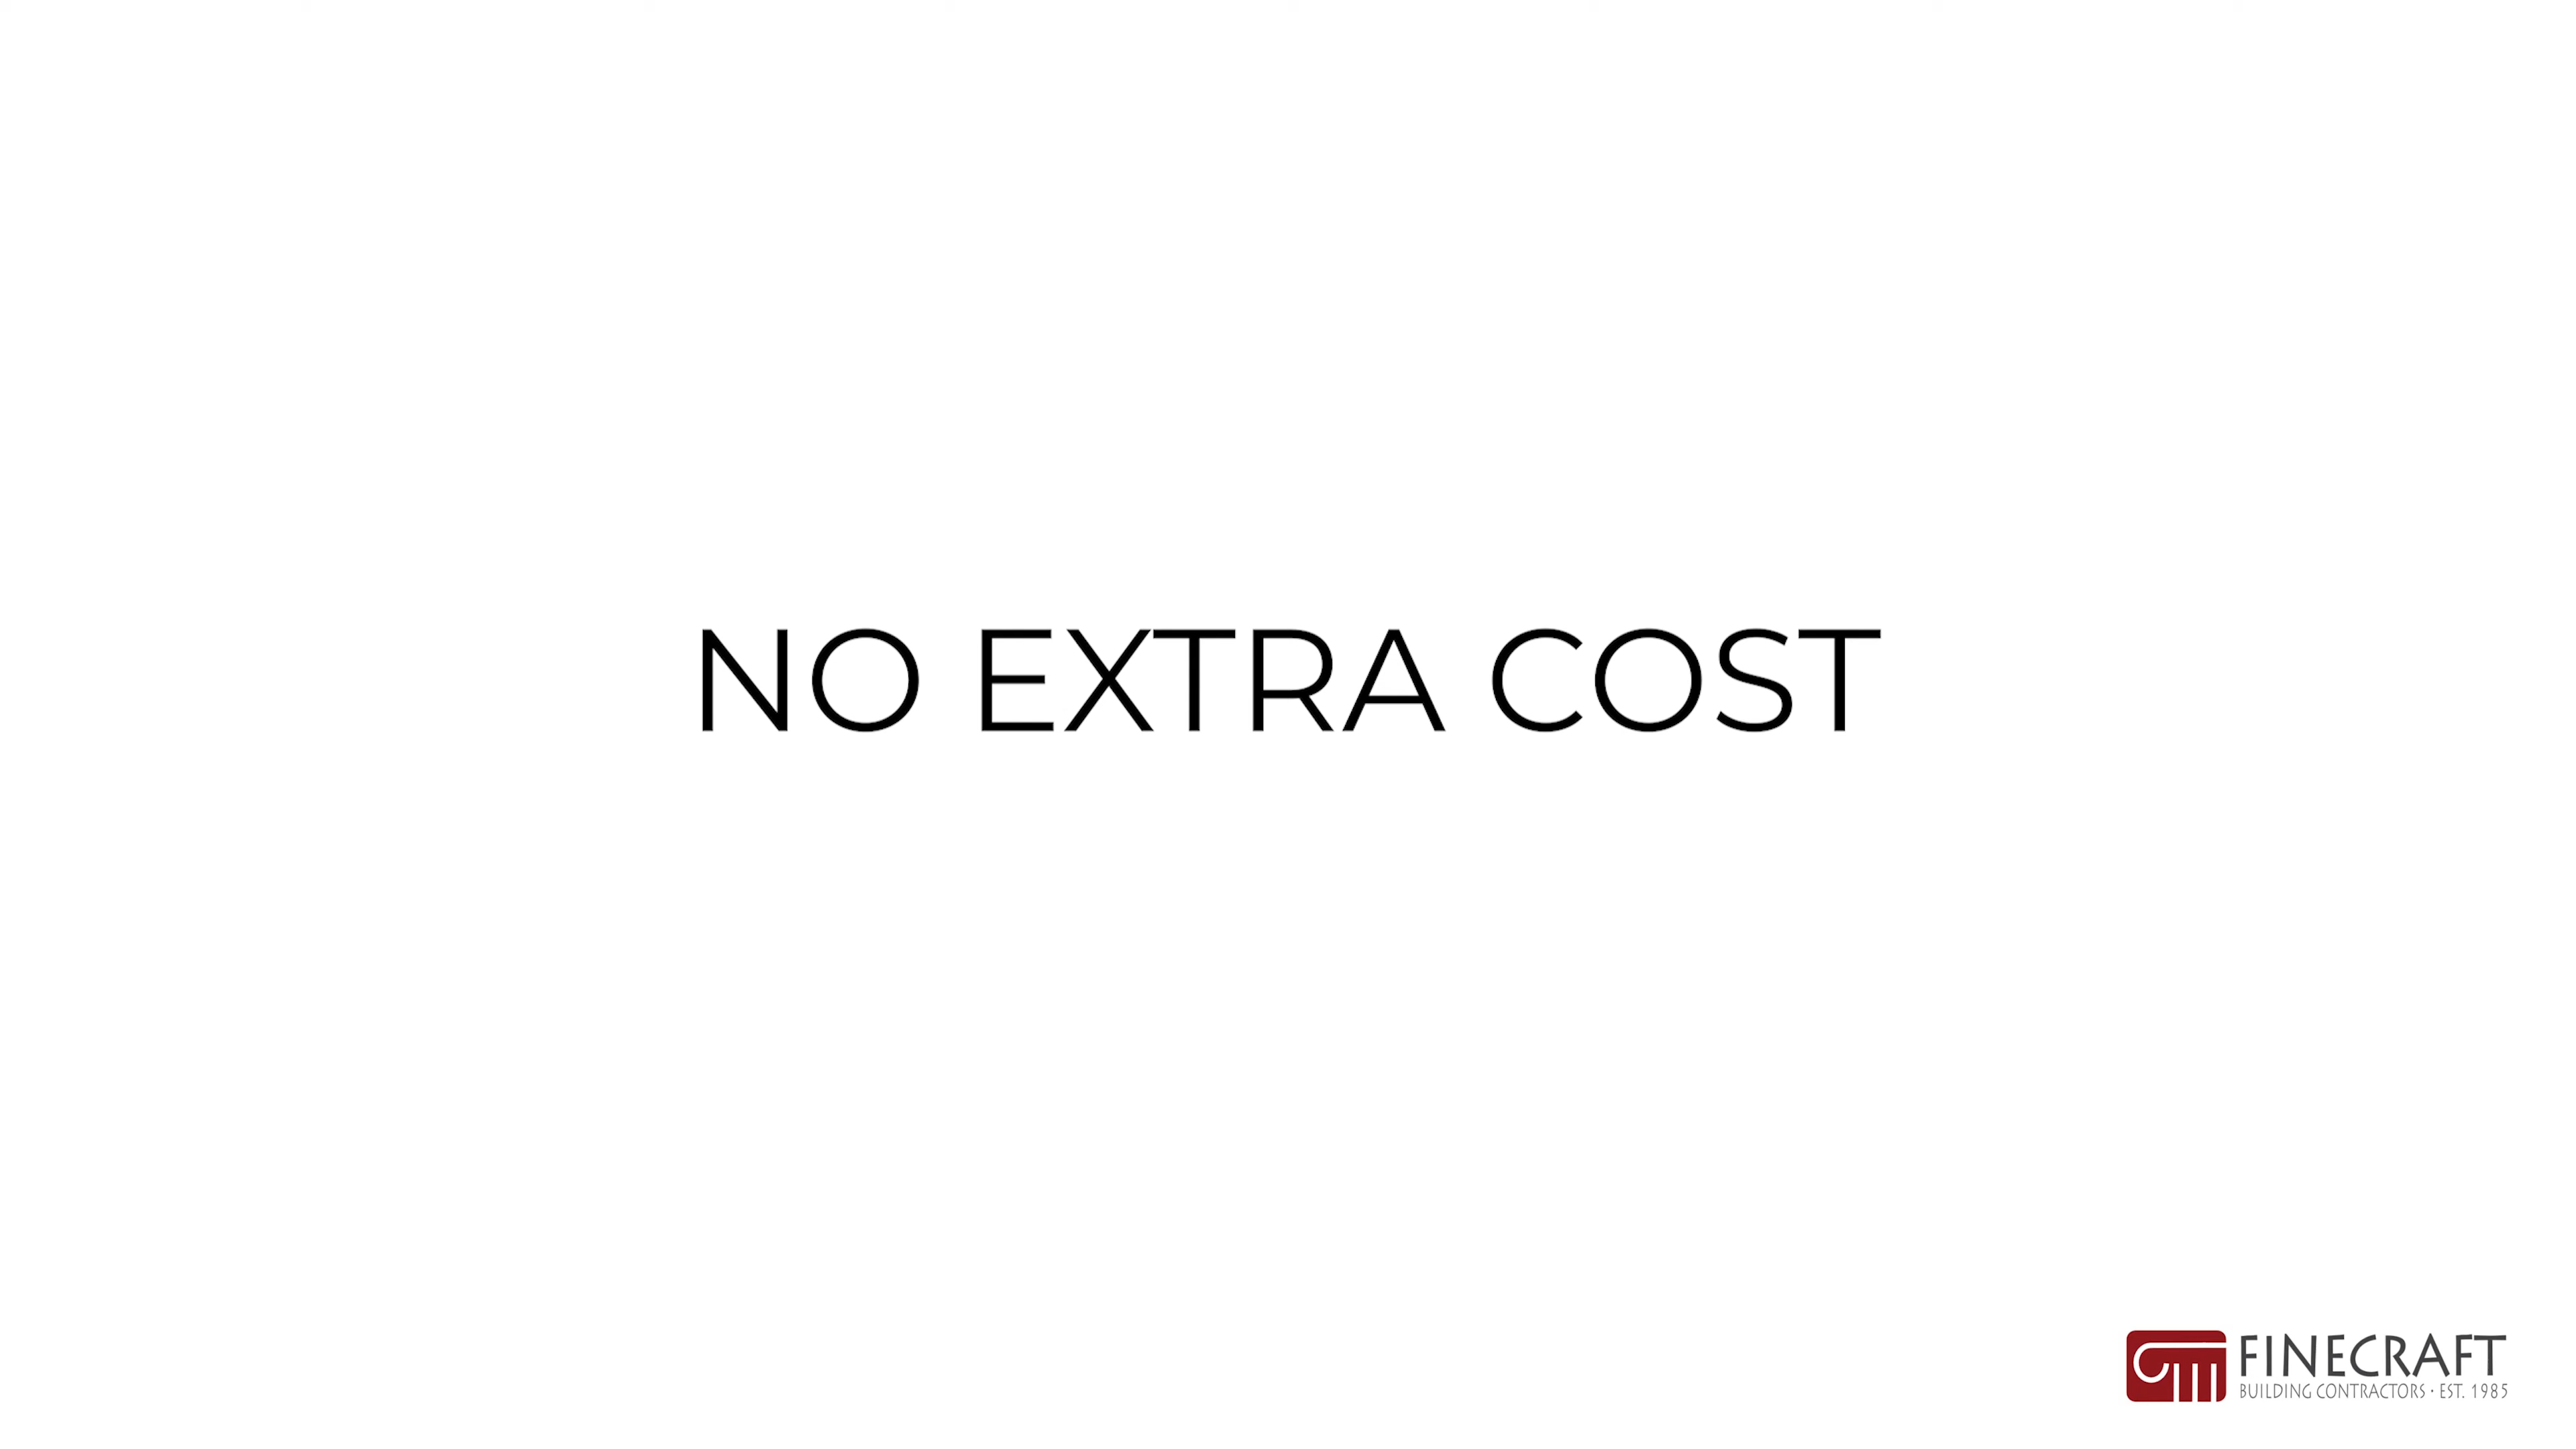 NO EXTRA COST
FINECRAFT
BUILDING CONTRACTORS • EST. 1985